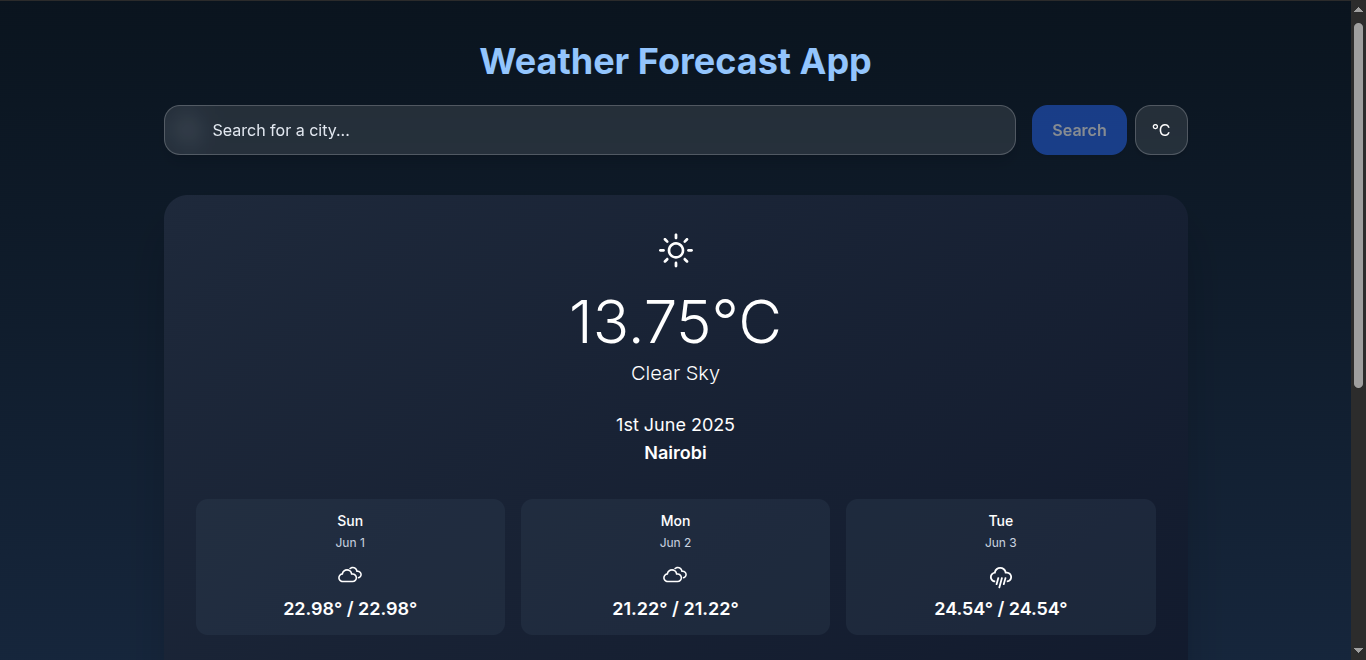 Weather Forecast App
Search for a city...
Search
°C
13.75°C
Clear Sky
1st June 2025
Nairobi
Sun
Jun 1
22.98° / 22.98°
Mon
Jun 2
21.22° / 21.22°
Tue
Jun 3
24.54° / 24.54°